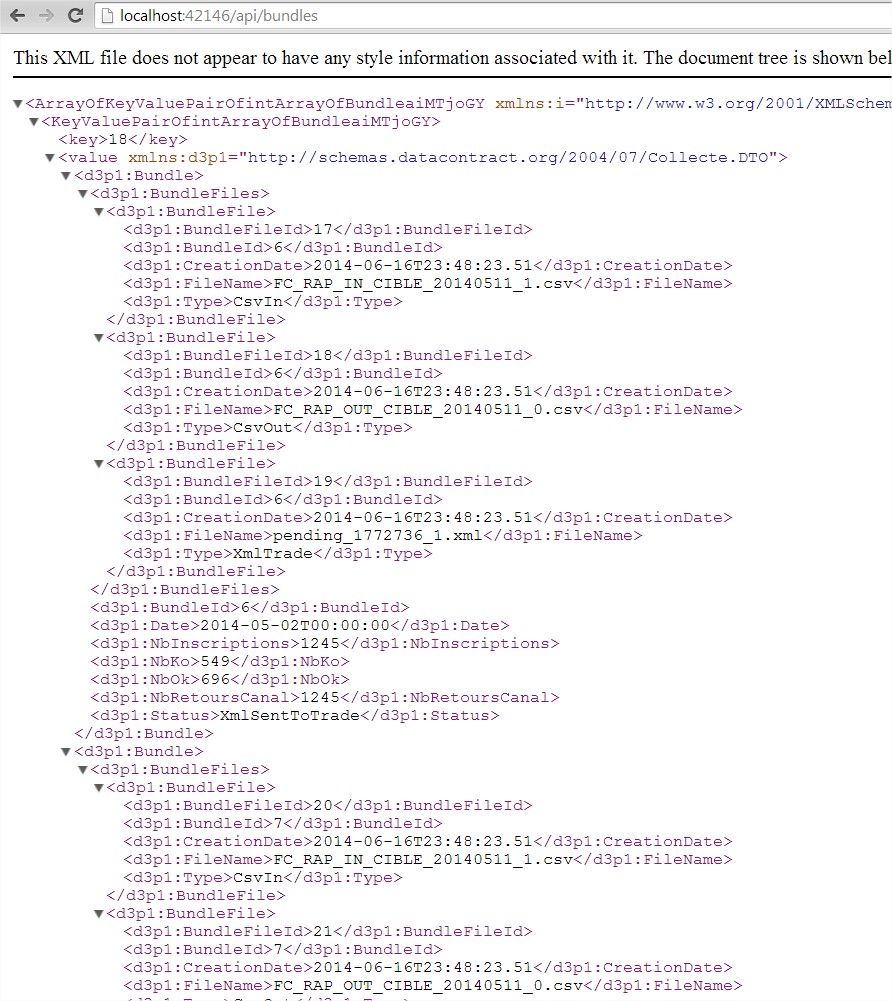 localhost:42146/api/bundles
This XML file does not appear to have any style information associated with it. The document tree is shown bel
▼<ArrayOfKeyValuePairOfintArrayOfBundleaiMTjoGY xmlns:i="http://www.w3.org/2001/XMLSchem
▼<KeyValuePairOfintArrayOfBundleaiMTjoGY>
<key>18</key>
▼<value xmlns:d3p1="http://schemas.datacontract.org/2004/07/Collecte.DTO">
▼<d3p1:Bundle>
▼<d3p1:BundleFiles>
▼<d3p1:BundleFile>
<d3p1:BundleFileId>17</d3p1:BundleFileId>
<d3p1:BundleId>6</d3p1:BundleId>
<d3p1:CreationDate>2014-06-16T23:48:23.51</d3p1:CreationDate>
<d3p1:FileName>FC_RAP_IN_CIBLE_20140511_1.csv</d3p1:FileName>
<d3p1:Type>CsvIn</d3p1:Type>
</d3p1:BundleFile>
▼<d3p1:BundleFile>
<d3p1:BundleFileId>18</d3p1:BundleFileId>
<d3p1:BundleId>6</d3p1:BundleId>
<d3p1:CreationDate>2014-06-16T23:48:23.51</d3p1:CreationDate>
<d3p1:FileName>FC_RAP_OUT_CIBLE_20140511_0.csv</d3p1:FileName>
<d3p1:Type>CsvOut</d3p1:Type>
</d3p1:BundleFile>
▼<d3p1:BundleFile>
<d3p1:BundleFileId>19</d3p1:BundleFileId>
<d3p1:BundleId>6</d3p1:BundleId>
<d3p1:CreationDate>2014-06-16T23:48:23.51</d3p1:CreationDate>
<d3p1:FileName>pending_1772736_1.xml</d3p1:FileName>
<d3p1:Type>XmlTrade</d3p1:Type>
</d3p1:BundleFile>
</d3p1:BundleFiles>
<d3p1:BundleId>6</d3p1:BundleId>
<d3p1:Date>2014-05-02T00:00:00</d3p1:Date>
<d3p1:NbInscriptions>1245</d3p1:NbInscriptions>
<d3p1:NbKo>549</d3p1:NbKo>
<d3p1:NbOk>696</d3p1:NbOk>
<d3p1:NbRetoursCanal>1245</d3p1:NbRetoursCanal>
<d3p1:Status>XmlSentToTrade</d3p1:Status>
</d3p1:Bundle>
▼<d3p1:Bundle>
▼<d3p1:BundleFiles>
▼<d3p1:BundleFile>
<d3p1:BundleFileId>20</d3p1:BundleFileId>
<d3p1:BundleId>7</d3p1:BundleId>
<d3p1:CreationDate>2014-06-16T23:48:23.51</d3p1:CreationDate>
<d3p1:FileName>FC_RAP_IN_CIBLE_20140511_1.csv</d3p1:FileName>
<d3p1:Type>CsvIn</d3p1:Type>
</d3p1:BundleFile>
▼<d3p1:BundleFile>
<d3p1:BundleFileId>21</d3p1:BundleFileId>
<d3p1:BundleId>7</d3p1:BundleId>
<d3p1:CreationDate>2014-06-16T23:48:23.51</d3p1:CreationDate>
<d3p1:FileName>FC_RAP_OUT_CIBLE_20140511_0.csv</d3p1:FileName>